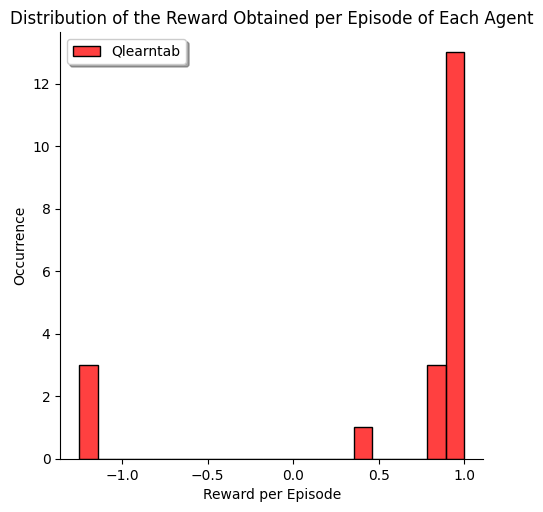 Distribution of the Reward Obtained per Episode of Each Agent
Qlearntab
12
10
8
6
4
2
0
Occurrence
−1.0 −0.5 0.0 0.5 1.0
Reward per Episode